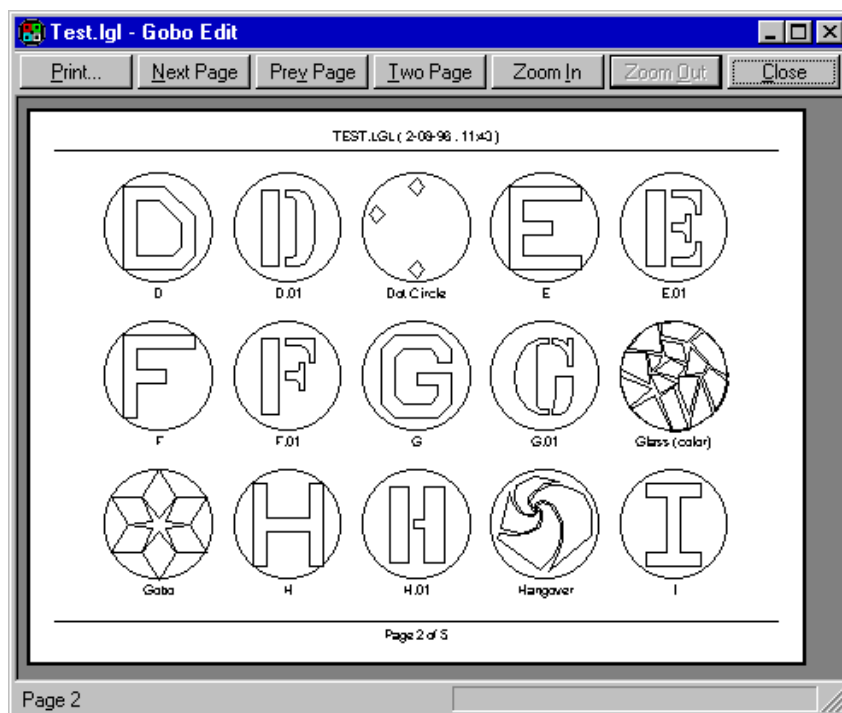 Test.lgl - Gobo Edit
Print... Next Page Prev Page Two Page Zoom In Zoom Out Close
TEST.LGL ( 2-08-96 . 11:43 )
D D.01 Dot Circle E E.01
F F.01 G G.01 Glass (color)
Gobo H H.01 Hangover I
Page 2 of 5
Page 2